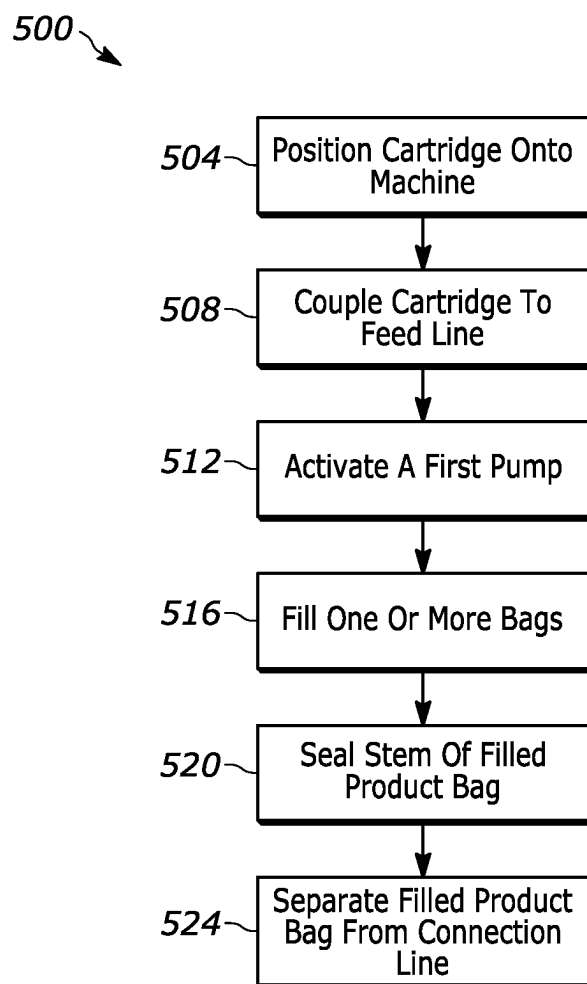 500
504
Position Cartridge Onto
Machine
508
Couple Cartridge To
Feed Line
512
Activate A First Pump
516
Fill One Or More Bags
520
Seal Stem Of Filled
Product Bag
524
Separate Filled Product
Bag From Connection
Line